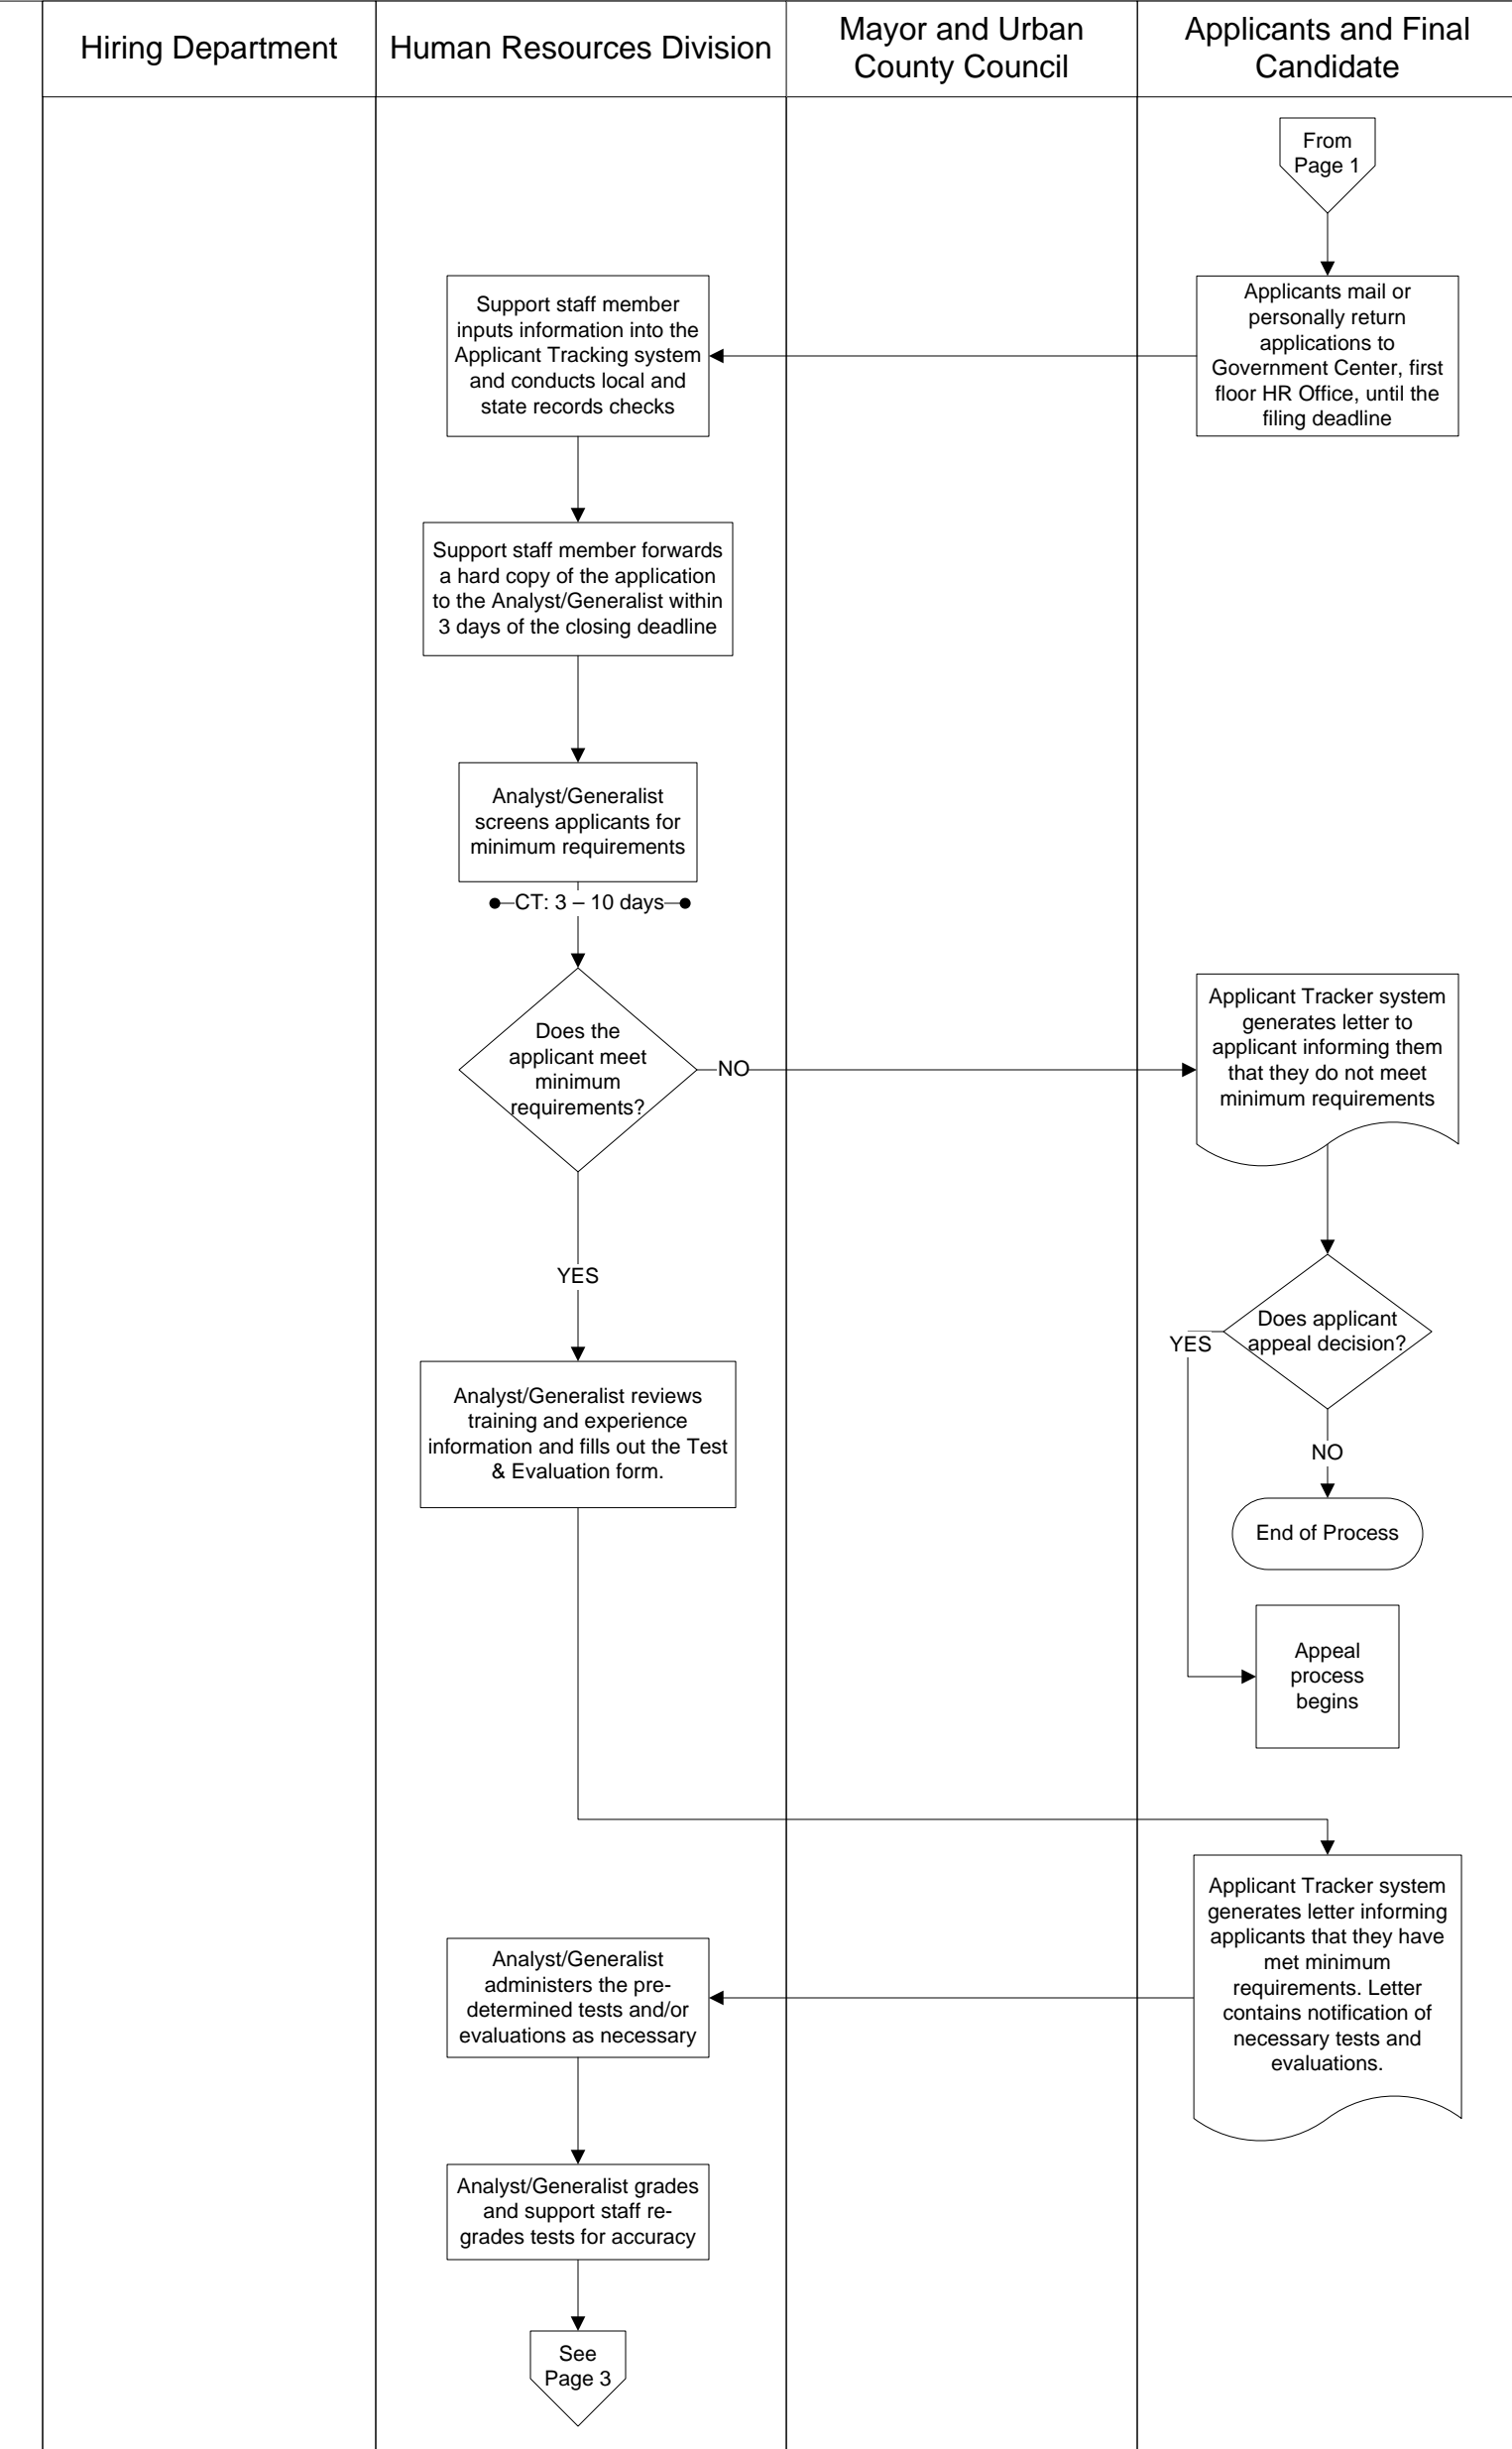 Hiring Department
Human Resources Division
Mayor and Urban
County Council
Applicants and Final
Candidate
From
Page 1
Applicants mail or
personally return
applications to
Government Center, first
floor HR Office, until the
filing deadline
Support staff member
inputs information into the
Applicant Tracking system
and conducts local and
state records checks
Support staff member forwards
a hard copy of the application
to the Analyst/Generalist within
3 days of the closing deadline
Analyst/Generalist
screens applicants for
minimum requirements
CT: 3 – 10 days
Does the
applicant meet
minimum
requirements?
NO
Applicant Tracker system
generates letter to
applicant informing them
that they do not meet
minimum requirements
Does applicant
appeal decision?
YES
NO
End of Process
Appeal
process
begins
YES
Analyst/Generalist reviews
training and experience
information and fills out the Test
& Evaluation form.
Applicant Tracker system
generates letter informing
applicants that they have
met minimum
requirements. Letter
contains notification of
necessary tests and
evaluations.
Analyst/Generalist
administers the pre-
determined tests and/or
evaluations as necessary
Analyst/Generalist grades
and support staff re-
grades tests for accuracy
See
Page 3